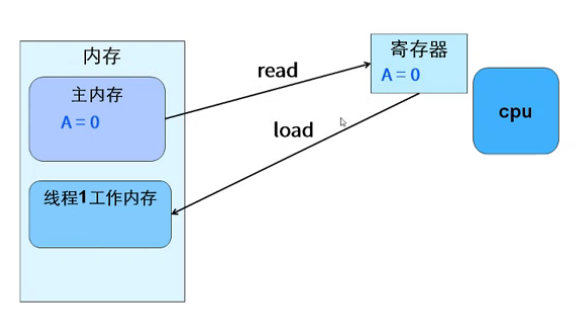 内存
主内存
A = 0
线程1工作内存
read
load
寄存器
A = 0
cpu